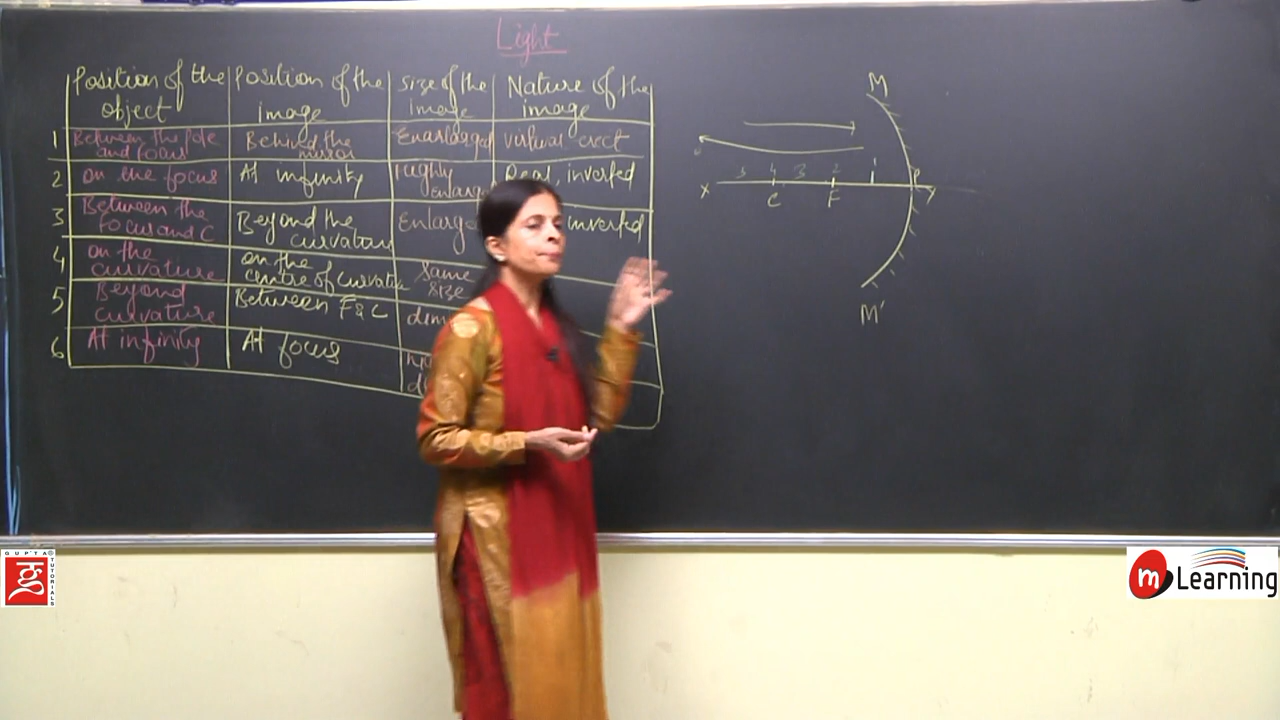 Light
Position of the object
Position of the image
Size of the image
Nature of the image
1 Between the pole and focus
Behind the mirror
Enarlarged
virtual erect
2 on the focus
At infinity
Highly
Real, inverted
3 Between the focus and C
Beyond the curvature
inverted
4 on the curvature
on the centre of curvature
Same size
5 Beyond curvature
Between F & C
6 At infinity
At focus
M
5 4 3 2 1
X C F P Y
M'
GUPTA
TUTORIALS
m Learning